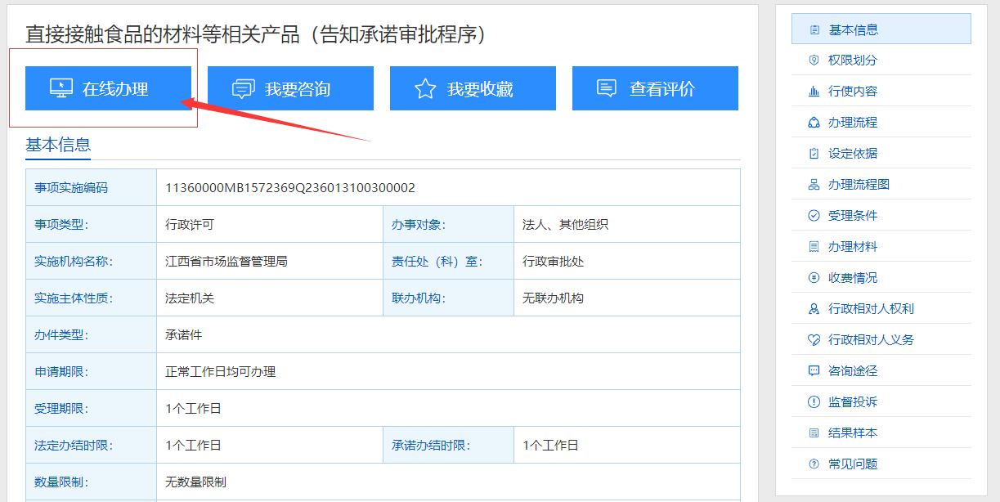 直接接触食品的材料等相关产品（告知承诺审批程序）
在线办理 我要咨询 我要收藏 查看评价
基本信息
事项实施编码 11360000MB1572369Q236013100300002
事项类型： 行政许可 办事对象： 法人、其他组织
实施机构名称： 江西省市场监督管理局 责任处（科）室： 行政审批处
实施主体性质： 法定机关 联办机构： 无联办机构
办件类型： 承诺件
申请期限： 正常工作日均可办理
受理期限： 1个工作日
法定办结时限： 1个工作日 承诺办结时限： 1个工作日
数量限制： 无数量限制
基本信息
权限划分
行使内容
办理流程
设定依据
办理流程图
受理条件
办理材料
收费情况
行政相对人权利
行政相对人义务
咨询途径
监督投诉
结果样本
常见问题